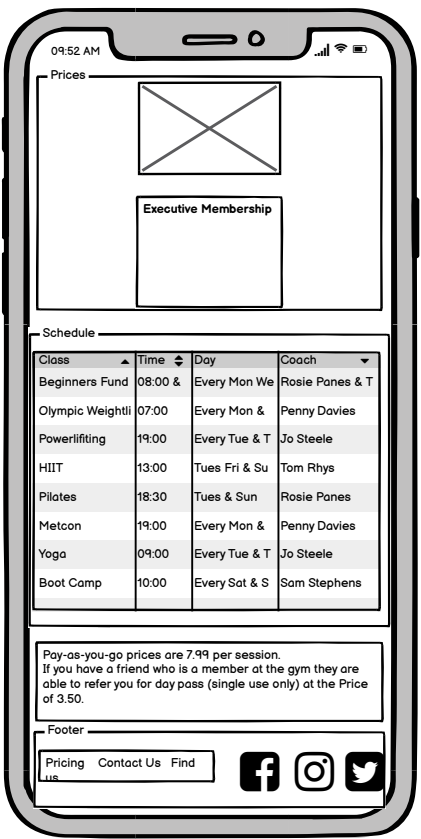 09:52 AM
Prices
Executive Membership
Schedule
Class Time Day Coach
Beginners Fund 08:00 & Every Mon We Rosie Panes & T
Olympic Weightli 07:00 Every Mon & Penny Davies
Powerlifiting 19:00 Every Tue & T Jo Steele
HIIT 13:00 Tues Fri & Su Tom Rhys
Pilates 18:30 Tues & Sun Rosie Panes
Metcon 19:00 Every Mon & Penny Davies
Yoga 09:00 Every Tue & T Jo Steele
Boot Camp 10:00 Every Sat & S Sam Stephens
Pay-as-you-go prices are 7.99 per session.
If you have a friend who is a member at the gym they are
able to refer you for day pass (single use only) at the Price
of 3.50.
Footer
Pricing Contact Us Find
us